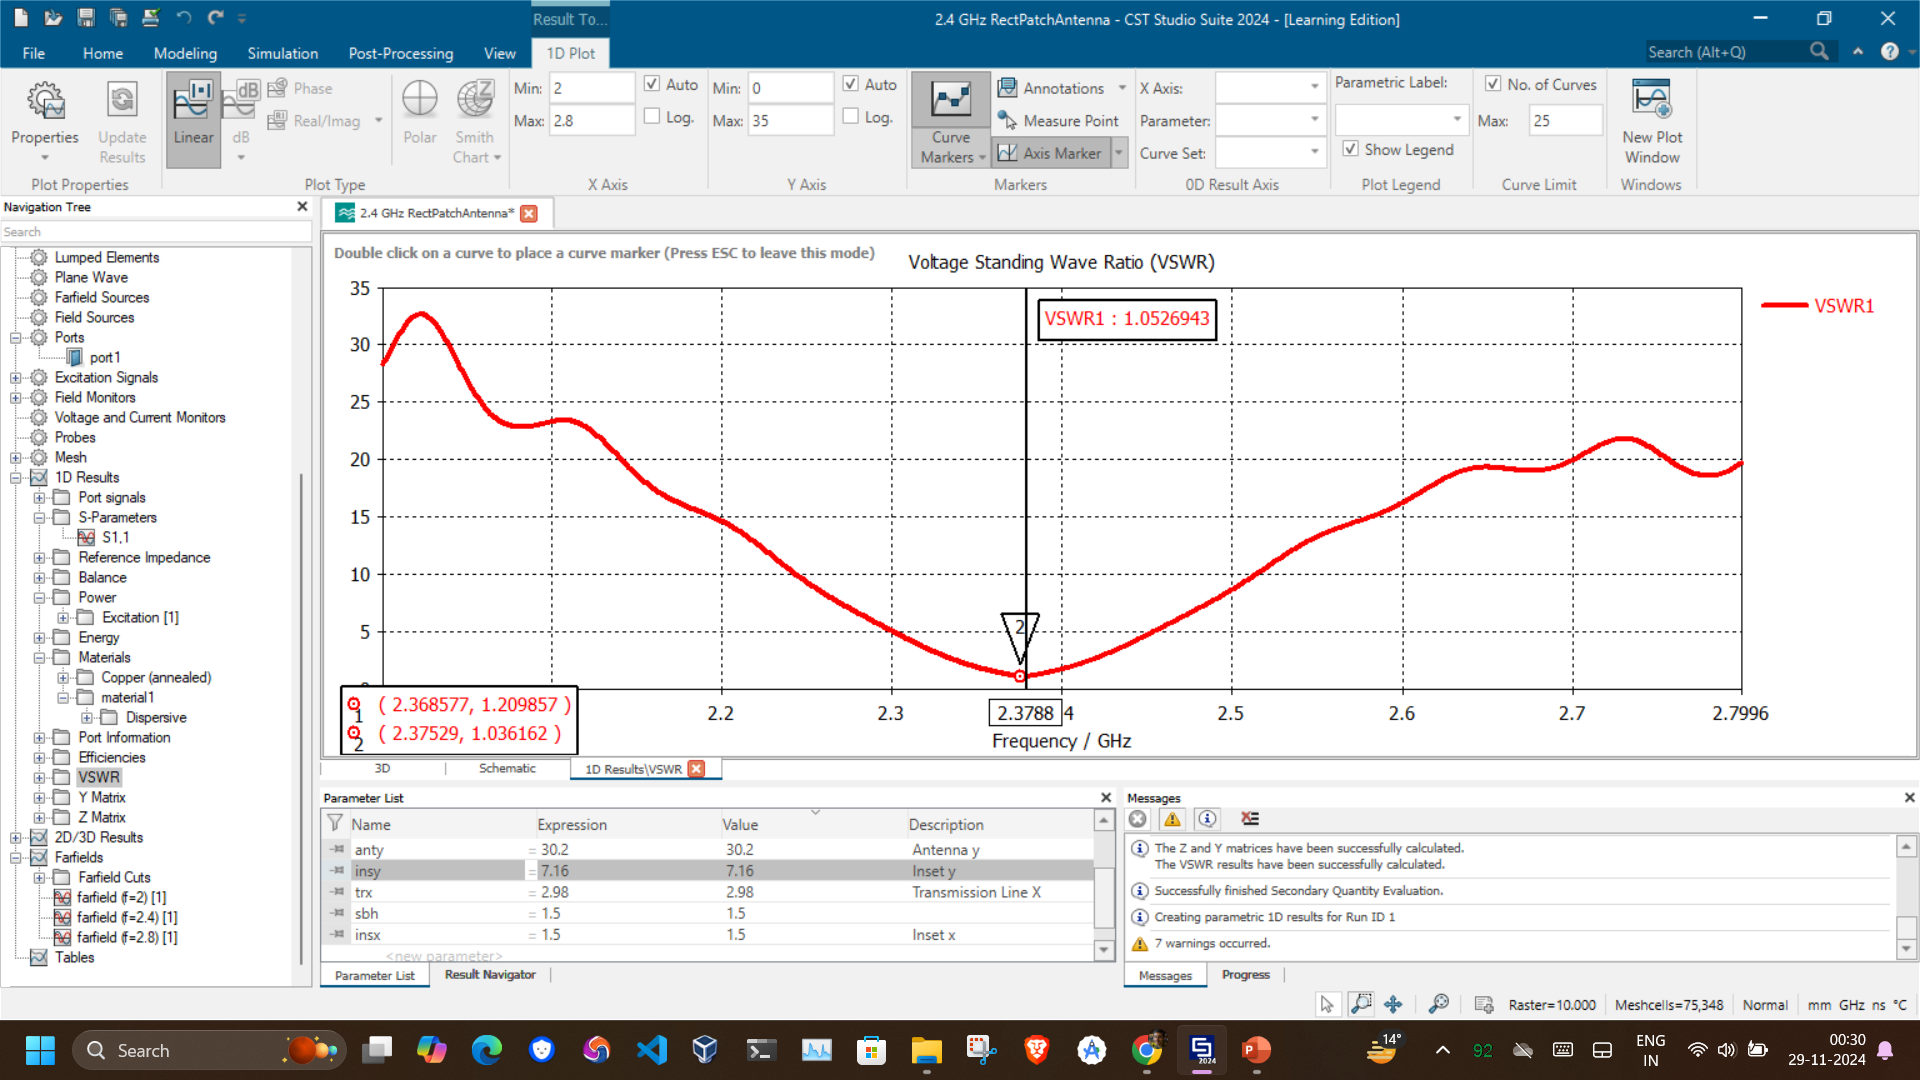 Result To...
2.4 GHz RectPatchAntenna - CST Studio Suite 2024 - [Learning Edition]
File
Home
Modeling
Simulation
Post-Processing
View
1D Plot
Search (Alt+Q)
Properties
Update Results
Plot Properties
Linear
dB
Phase
Real/Imag
Polar
Smith Chart
Plot Type
Min: 2
Max: 2.8
Auto
Log.
X Axis
Min: 0
Max: 35
Auto
Log.
Y Axis
Curve Markers
Annotations
Measure Point
Axis Marker
Markers
X Axis:
Parameter:
Curve Set:
0D Result Axis
Parametric Label:
Show Legend
Plot Legend
No. of Curves
Max: 25
Curve Limit
New Plot Window
Windows
Navigation Tree
Search
Lumped Elements
Plane Wave
Farfield Sources
Field Sources
Ports
port1
Excitation Signals
Field Monitors
Voltage and Current Monitors
Probes
Mesh
1D Results
Port signals
S-Parameters
S1,1
Reference Impedance
Balance
Power
Excitation [1]
Energy
Materials
Copper (annealed)
material1
Dispersive
Port Information
Efficiencies
VSWR
Y Matrix
Z Matrix
2D/3D Results
Farfields
Farfield Cuts
farfield (f=2) [1]
farfield (f=2.4) [1]
farfield (f=2.8) [1]
Tables
2.4 GHz RectPatchAntenna*
Double click on a curve to place a curve marker (Press ESC to leave this mode)
Voltage Standing Wave Ratio (VSWR)
VSWR1
VSWR1 : 1.0526943
35
30
25
20
15
10
5
2
1 ( 2.368577, 1.209857 )
2 ( 2.37529, 1.036162 )
2.2
2.3
2.3788
4
2.5
2.6
2.7
2.7996
Frequency / GHz
3D
Schematic
1D Results\VSWR
Parameter List
Name Expression Value Description
anty = 30.2 30.2 Antenna y
insy = 7.16 7.16 Inset y
trx = 2.98 2.98 Transmission Line X
sbh = 1.5 1.5
insx = 1.5 1.5 Inset x
<new parameter>
Parameter List
Result Navigator
Messages
The Z and Y matrices have been successfully calculated.
The VSWR results have been successfully calculated.
Successfully finished Secondary Quantity Evaluation.
Creating parametric 1D results for Run ID 1
7 warnings occurred.
Messages
Progress
Raster=10.000
Meshcells=75,348
Normal
mm GHz ns °C
Search
2024
14°
92
ENG
IN
00:30
29-11-2024